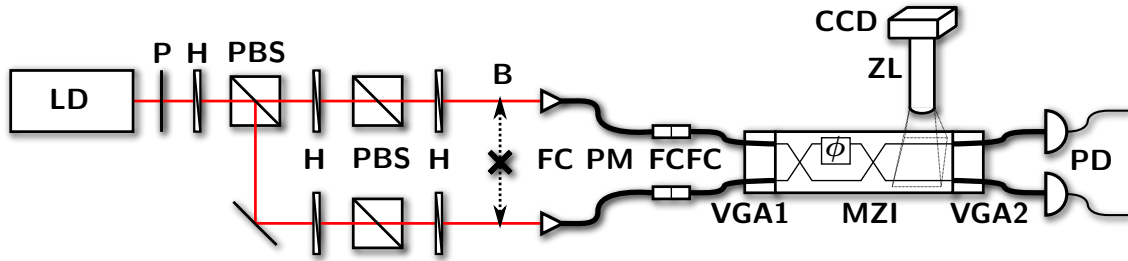 CCD
ZL
P H PBS
LD
B
ϕ
H PBS H
FC PM FCFC
PD
VGA1 MZI VGA2